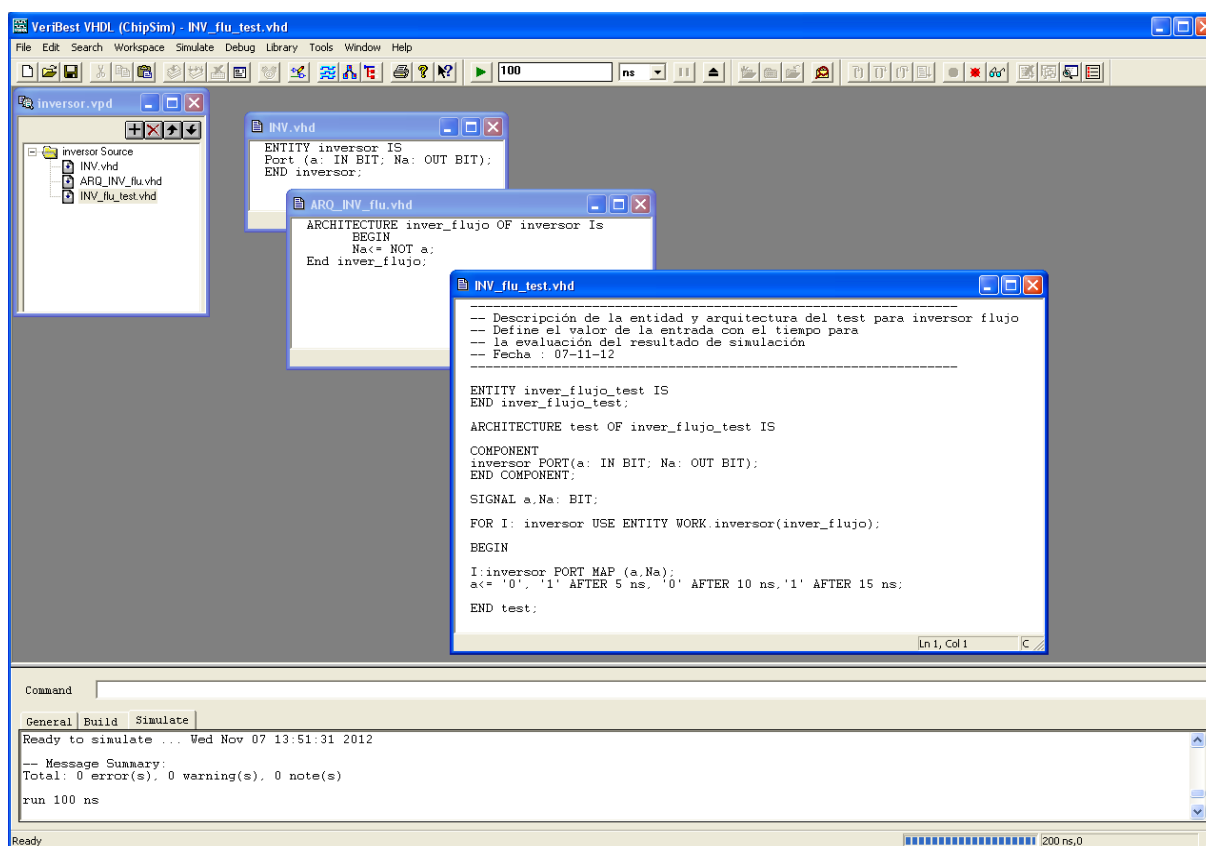 VeriBest VHDL (ChipSim) - INV_flu_test.vhd
File Edit Search Workspace Simulate Debug Library Tools Window Help
100
ns
inversor.vpd
inversor Source
INV.vhd
ARQ_INV_flu.vhd
INV_flu_test.vhd
INV.vhd
ENTITY inversor IS
Port (a: IN BIT; Na: OUT BIT);
END inversor;
ARQ_INV_flu.vhd
ARCHITECTURE inver_flujo OF inversor Is
BEGIN
Na<= NOT a;
End inver_flujo;
INV_flu_test.vhd
--------------------------------------------------------------
-- Descripción de la entidad y arquitectura del test para inversor flujo
-- Define el valor de la entrada con el tiempo para
-- la evaluación del resultado de simulación
-- Fecha : 07-11-12
--------------------------------------------------------------
ENTITY inver_flujo_test IS
END inver_flujo_test;
ARCHITECTURE test OF inver_flujo_test IS
COMPONENT
inversor PORT(a: IN BIT; Na: OUT BIT);
END COMPONENT;
SIGNAL a,Na: BIT;
FOR I: inversor USE ENTITY WORK.inversor(inver_flujo);
BEGIN
I:inversor PORT MAP (a,Na);
a<= '0', '1' AFTER 5 ns, '0' AFTER 10 ns,'1' AFTER 15 ns;
END test;
Ln 1, Col 1
C
Command
General Build Simulate
Ready to simulate ... Wed Nov 07 13:51:31 2012
-- Message Summary:
Total: 0 error(s), 0 warning(s), 0 note(s)
run 100 ns
Ready
200 ns,0